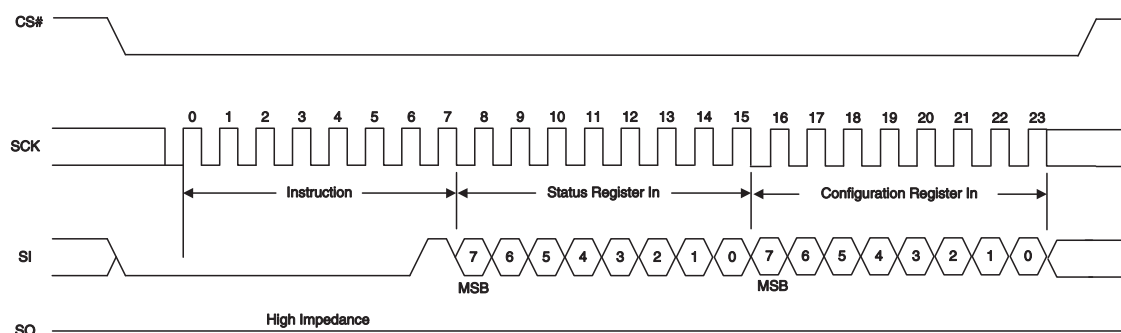 CS#
0 1 2 3 4 5 6 7 8 9 10 11 12 13 14 15 16 17 18 19 20 21 22 23
SCK
Instruction Status Register In Configuration Register In
SI 7 6 5 4 3 2 1 0 7 6 5 4 3 2 1 0
MSB MSB
High Impedance
SO